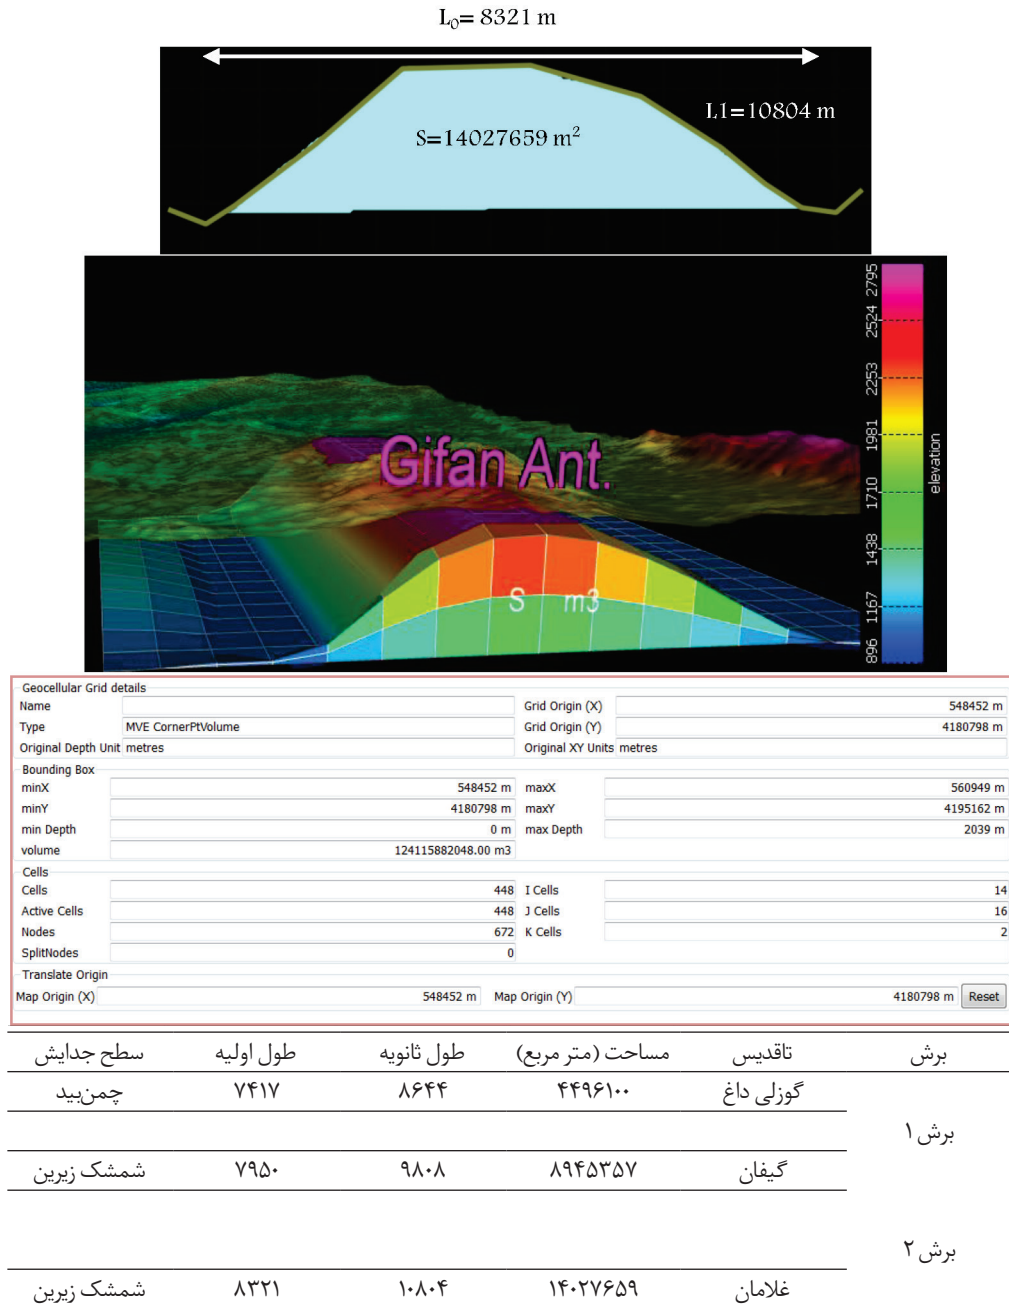 L0= 8321 m
L1=10804 m
S=14027659 m2
Gifan Ant.
S m3
2795
2524
2253
1981
1710
1438
1167
896
elevation
Geocellular Grid details
Name Grid Origin (X) 548452 m
Type MVE CornerPtVolume Grid Origin (Y) 4180798 m
Original Depth Unit metres Original XY Units metres
Bounding Box
minX 548452 m maxX 560949 m
minY 4180798 m maxY 4195162 m
min Depth 0 m max Depth 2039 m
volume 124115882048.00 m3
Cells
Cells 448 I Cells 14
Active Cells 448 J Cells 16
Nodes 672 K Cells 2
SplitNodes 0
Translate Origin
Map Origin (X) 548452 m Map Origin (Y) 4180798 m Reset
برش تاقدیس مساحت (متر مربع) طول ثانویه طول اولیه سطح جدایش
گوزلی داغ ۴۴۹۶۱۰۰ ۸۶۴۴ ۷۴۱۷ چمن‌بید
برش ۱
گیفان ۸۹۴۵۳۵۷ ۹۸۰۸ ۷۹۵۰ شمشک زیرین
برش ۲
غلامان ۱۴۰۲۷۶۵۹ ۱۰۸۰۴ ۸۳۲۱ شمشک زیرین